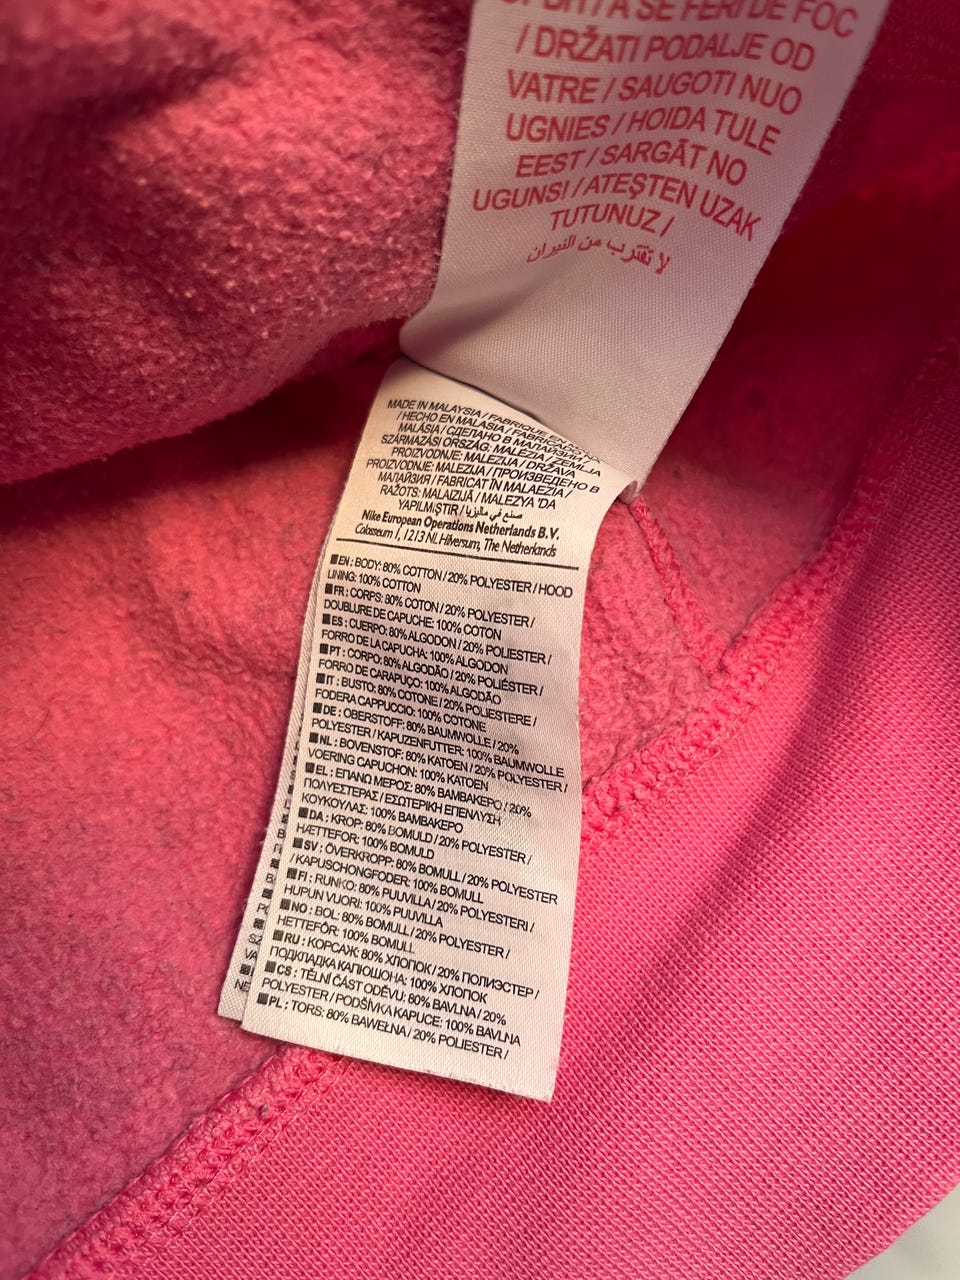 A SE FERI DE FOC
/ DRŽATI PODALJE OD
VATRE / SAUGOTI NUO
UGNIES / HOIDA TULE
EEST / SARGĀT NO
UGUNS! / ATEŞTEN UZAK
TUTUNUZ /
لا تقترب من النيران
MADE IN MALAYSIA / FABRIQUE EN
/ HECHO EN MALASIA / FABRICADO NA
MALÁSIA / СДЕЛАНО В МАЛАЙЗИИ /
SZÁRMAZÁSI ORSZÁG: MALÉZIA / ZEMLJA
PROIZVODNJE: MALEZIJA / DRŽAVA
PROIZVODNJE: MALEZIJA / ПРОИЗВЕДЕНО В
МАЛАЙЗИЯ / FABRICAT ÎN MALAEZIA /
RAŽOTS: MALAIZIJĀ / MALEZYA 'DA
YAPILMIŞTIR / صنع في ماليزيا
Nike European Operations Netherlands B.V.
Colosseum 1, 1213 NL Hilversum, The Netherlands
EN : BODY: 80% COTTON / 20% POLYESTER / HOOD
LINING: 100% COTTON
FR : CORPS: 80% COTON / 20% POLYESTER /
DOUBLURE DE CAPUCHE: 100% COTON
ES : CUERPO: 80% ALGODON / 20% POLIESTER /
FORRO DE LA CAPUCHA: 100% ALGODON
PT : CORPO: 80% ALGODÃO / 20% POLIÉSTER /
FORRO DE CARAPUÇO: 100% ALGODÃO
IT : BUSTO: 80% COTONE / 20% POLIESTERE /
FODERA CAPPUCCIO: 100% COTONE
DE : OBERSTOFF: 80% BAUMWOLLE / 20%
POLYESTER / KAPUZENFUTTER: 100% BAUMWOLLE
NL : BOVENSTOF: 80% KATOEN / 20% POLYESTER /
VOERING CAPUCHON: 100% KATOEN
EL : ΕΠΑΝΩ ΜΕΡΟΣ: 80% ΒΑΜΒΑΚΕΡΟ / 20%
ΠΟΛΥΕΣΤΕΡΑΣ / ΕΣΩΤΕΡΙΚΗ ΕΠΕΝΔΥΣΗ
ΚΟΥΚΟΥΛΑΣ: 100% ΒΑΜΒΑΚΕΡΟ
DA : KROP: 80% BOMULD / 20% POLYESTER /
HÆTTEFOR: 100% BOMULD
SV : ÖVERKROPP: 80% BOMULL / 20% POLYESTER
/ KAPUSCHONGFODER: 100% BOMULL
FI : RUNKO: 80% PUUVILLA / 20% POLYESTERI /
HUPUN VUORI: 100% PUUVILLA
NO : BOL: 80% BOMULL / 20% POLYESTER /
HETTEFÔR: 100% BOMULL
RU : КОРСАЖ: 80% ХЛОПОК / 20% ПОЛИЭСТЕР /
ПОДКЛАДКА КАПЮШОНА: 100% ХЛОПОК
CS : TĚLNÍ ČÁST ODĚVU: 80% BAVLNA / 20%
POLYESTER / PODŠÍVKA KAPUCE: 100% BAVLNA
PL : TORS: 80% BAWEŁNA / 20% POLIESTER /